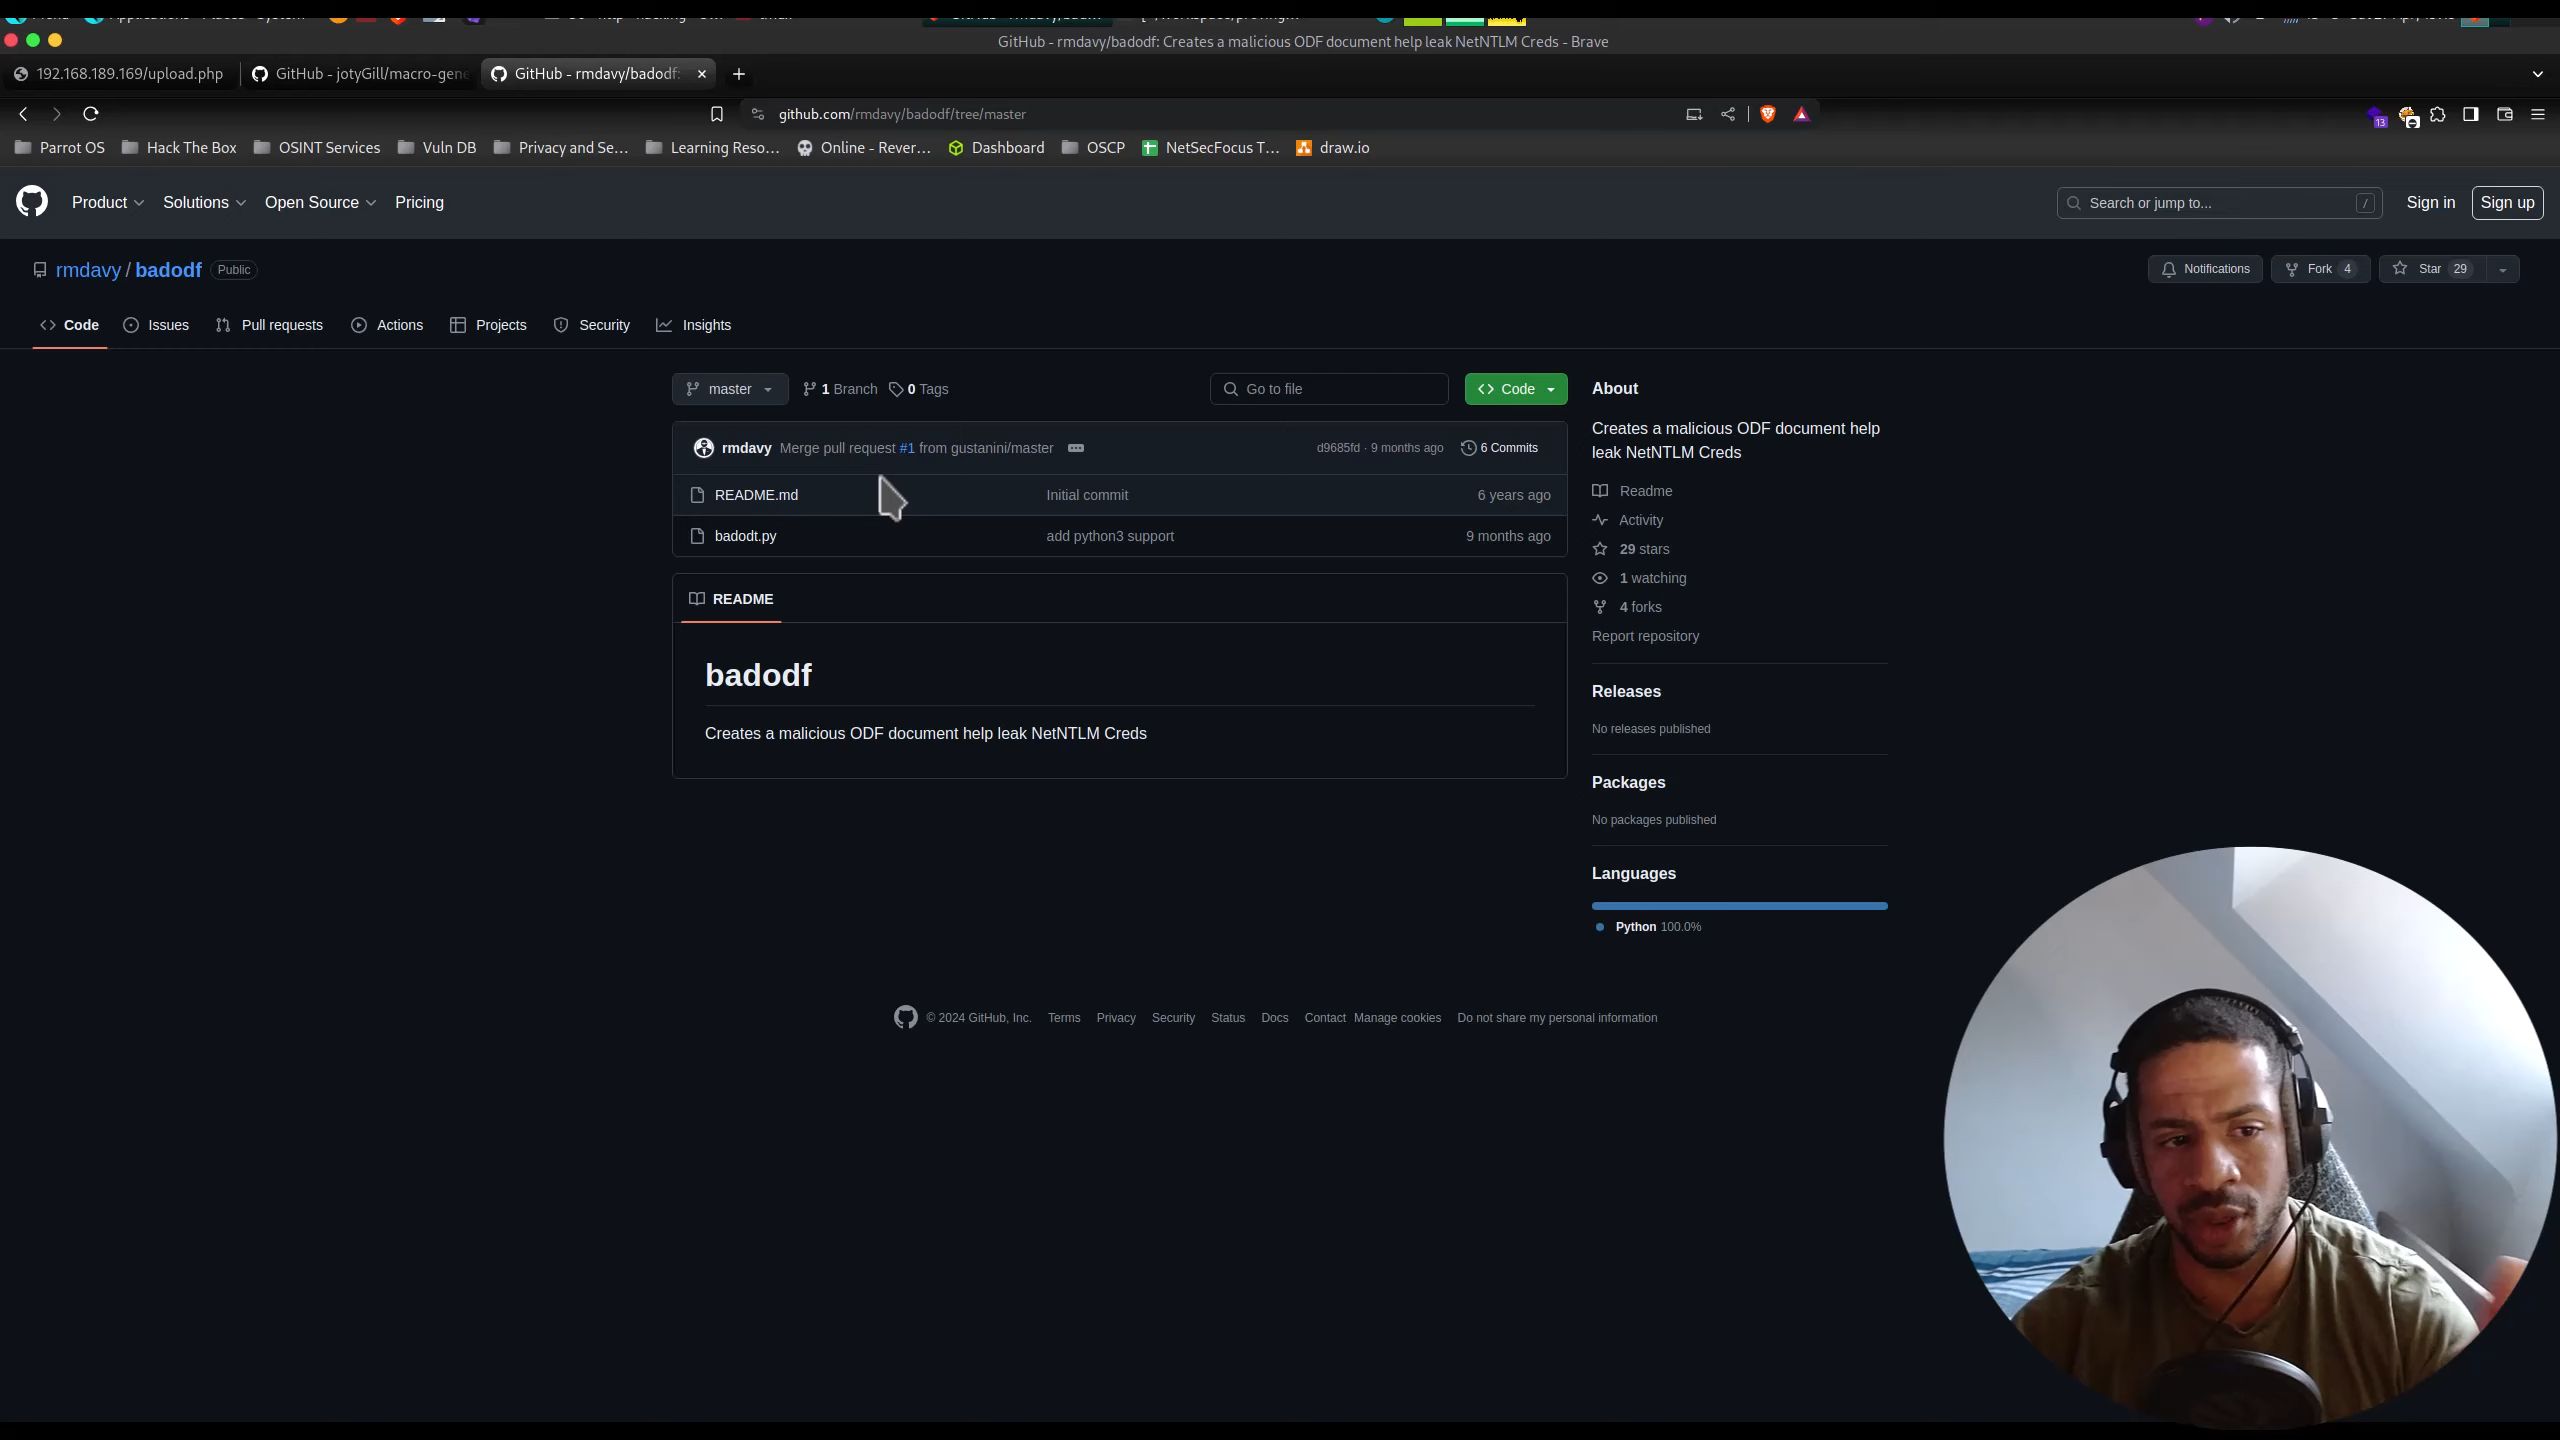 GitHub - rmdavy/badodf: Creates a malicious ODF document help leak NetNTLM Creds - Brave
192.168.189.169/upload.php
GitHub - jotyGill/macro-gene
GitHub - rmdavy/badodf:
github.com/rmdavy/badodf/tree/master
13
Parrot OS
Hack The Box
OSINT Services
Vuln DB
Privacy and Se...
Learning Reso...
Online - Rever...
Dashboard
OSCP
NetSecFocus T...
draw.io
Product
Solutions
Open Source
Pricing
Search or jump to...
/
Sign in
Sign up
rmdavy / badodf
Public
Notifications
Fork 4
Star 29
Code
Issues
Pull requests
Actions
Projects
Security
Insights
master
1 Branch
0 Tags
Go to file
Code
rmdavy Merge pull request #1 from gustanini/master
d9685fd · 9 months ago
6 Commits
README.md
Initial commit
6 years ago
badodt.py
add python3 support
9 months ago
README
badodf
Creates a malicious ODF document help leak NetNTLM Creds
About
Creates a malicious ODF document help
leak NetNTLM Creds
Readme
Activity
29 stars
1 watching
4 forks
Report repository
Releases
No releases published
Packages
No packages published
Languages
Python 100.0%
© 2024 GitHub, Inc.
Terms
Privacy
Security
Status
Docs
Contact
Manage cookies
Do not share my personal information